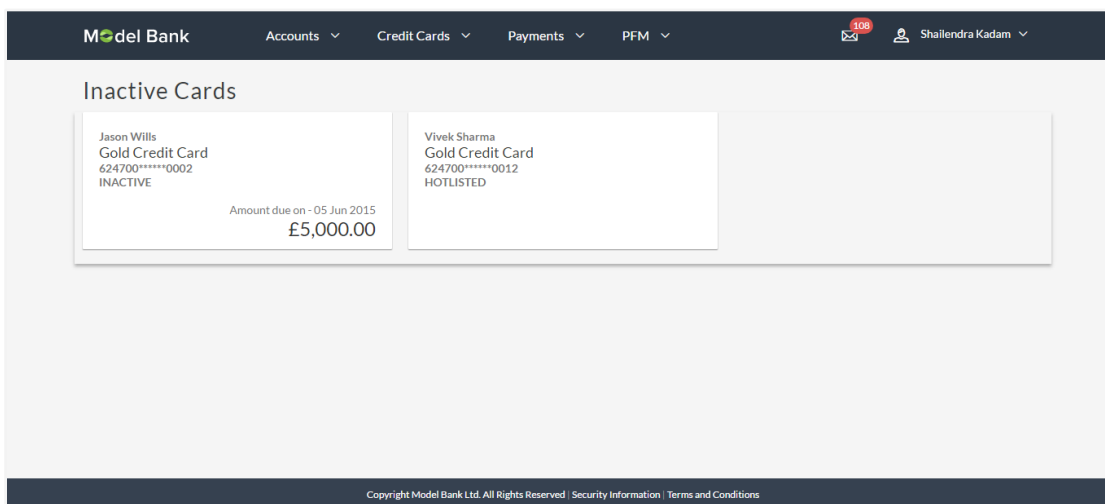 Model Bank Accounts Credit Cards Payments PFM 108 Shailendra Kadam
Inactive Cards
Jason Wills
Gold Credit Card
624700******0002
INACTIVE
Amount due on - 05 Jun 2015
£5,000.00
Vivek Sharma
Gold Credit Card
624700******0012
HOTLISTED
Copyright Model Bank Ltd. All Rights Reserved | Security Information | Terms and Conditions